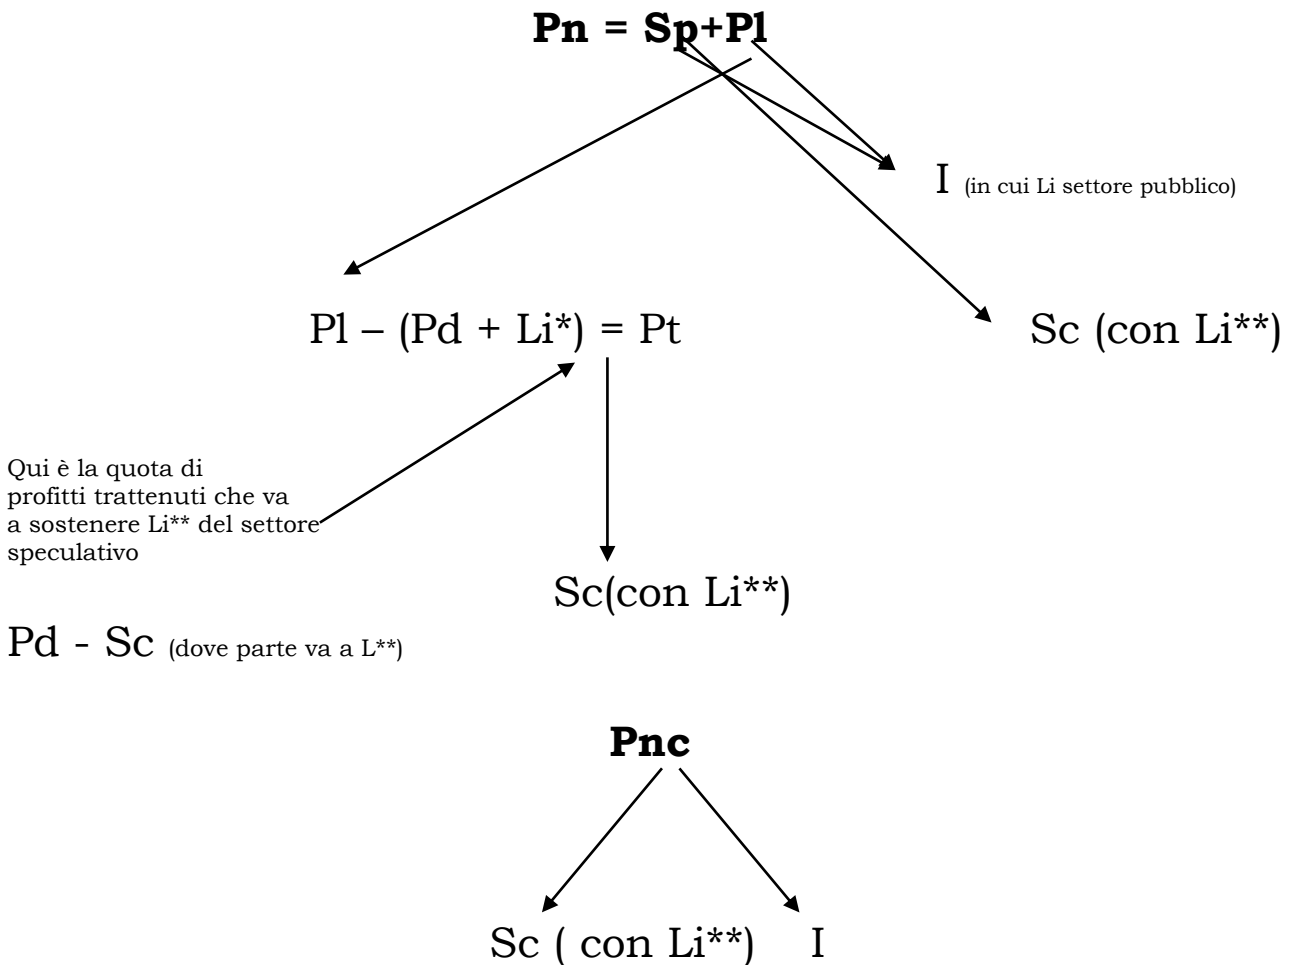 Pn = Sp+Pl
I (in cui Li settore pubblico)
Pl – (Pd + Li*) = Pt
Sc (con Li**)
Qui è la quota di
profitti trattenuti che va
a sostenere Li** del settore
speculativo
Sc(con Li**)
Pd - Sc (dove parte va a L**)
Pnc
Sc ( con Li**) I